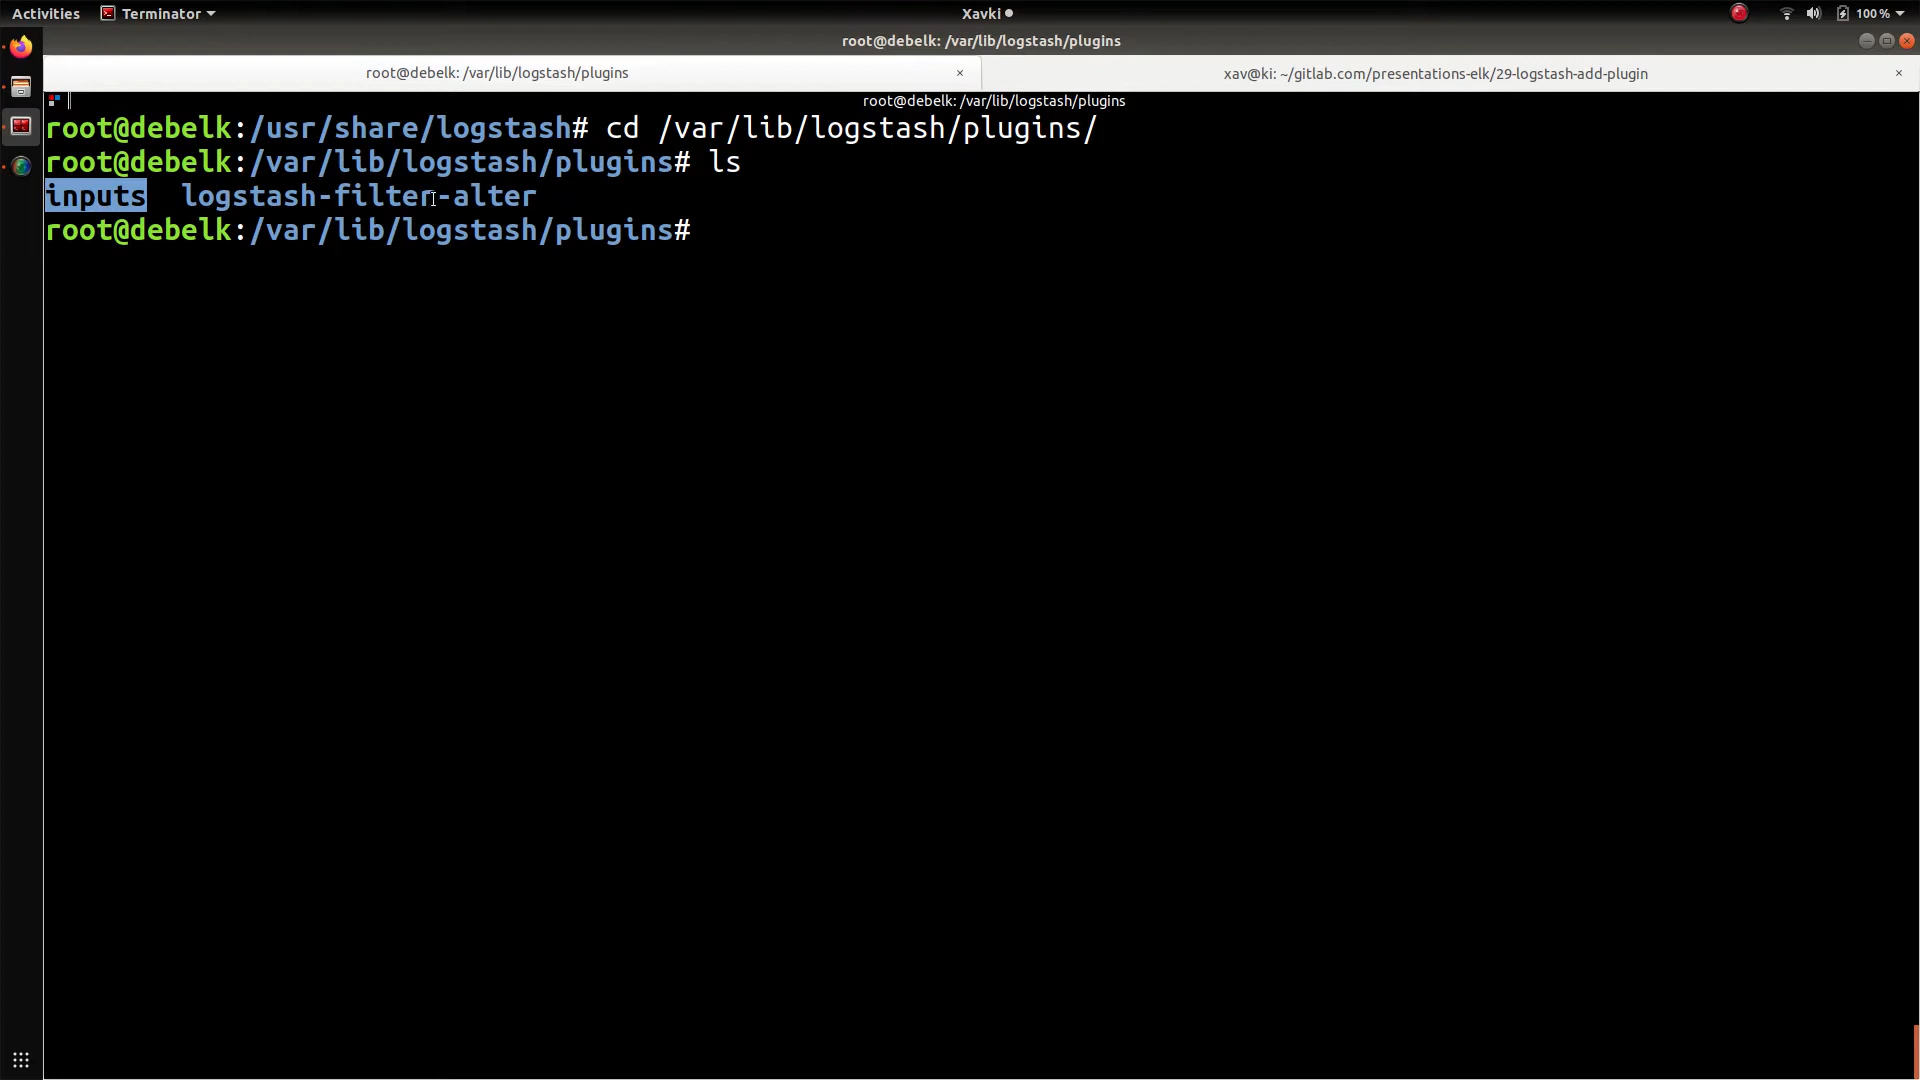 Activities Terminator Xavki 100 %
root@debelk: /var/lib/logstash/plugins
root@debelk: /var/lib/logstash/plugins × xav@ki: ~/gitlab.com/presentations-elk/29-logstash-add-plugin ×
root@debelk: /var/lib/logstash/plugins
root@debelk:/usr/share/logstash# cd /var/lib/logstash/plugins/
root@debelk:/var/lib/logstash/plugins# ls
inputs logstash-filter-alter
root@debelk:/var/lib/logstash/plugins#